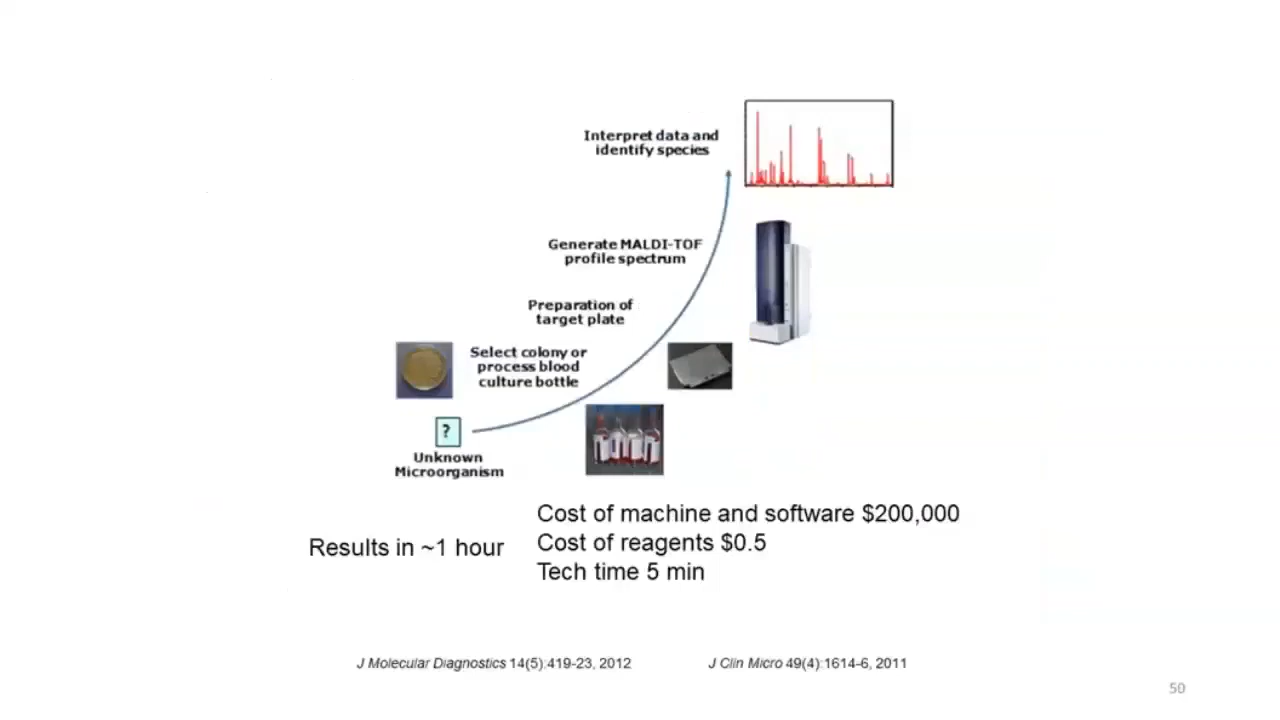 Interpret data and
identify species
Generate MALDI-TOF
profile spectrum
Preparation of
target plate
Select colony or
process blood
culture bottle
?
Unknown
Microorganism
Results in ~1 hour
Cost of machine and software $200,000
Cost of reagents $0.5
Tech time 5 min
J Molecular Diagnostics 14(5):419-23, 2012
J Clin Micro 49(4):1614-6, 2011
50